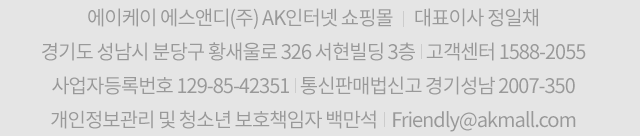 에이케이 에스앤디(주) AK인터넷 쇼핑몰 | 대표이사 정일채
경기도 성남시 분당구 황새울로 326 서현빌딩 3층 | 고객센터 1588-2055
사업자등록번호 129-85-42351 | 통신판매법신고 경기성남 2007-350
개인정보관리 및 청소년 보호책임자 백만석 | Friendly@akmall.com